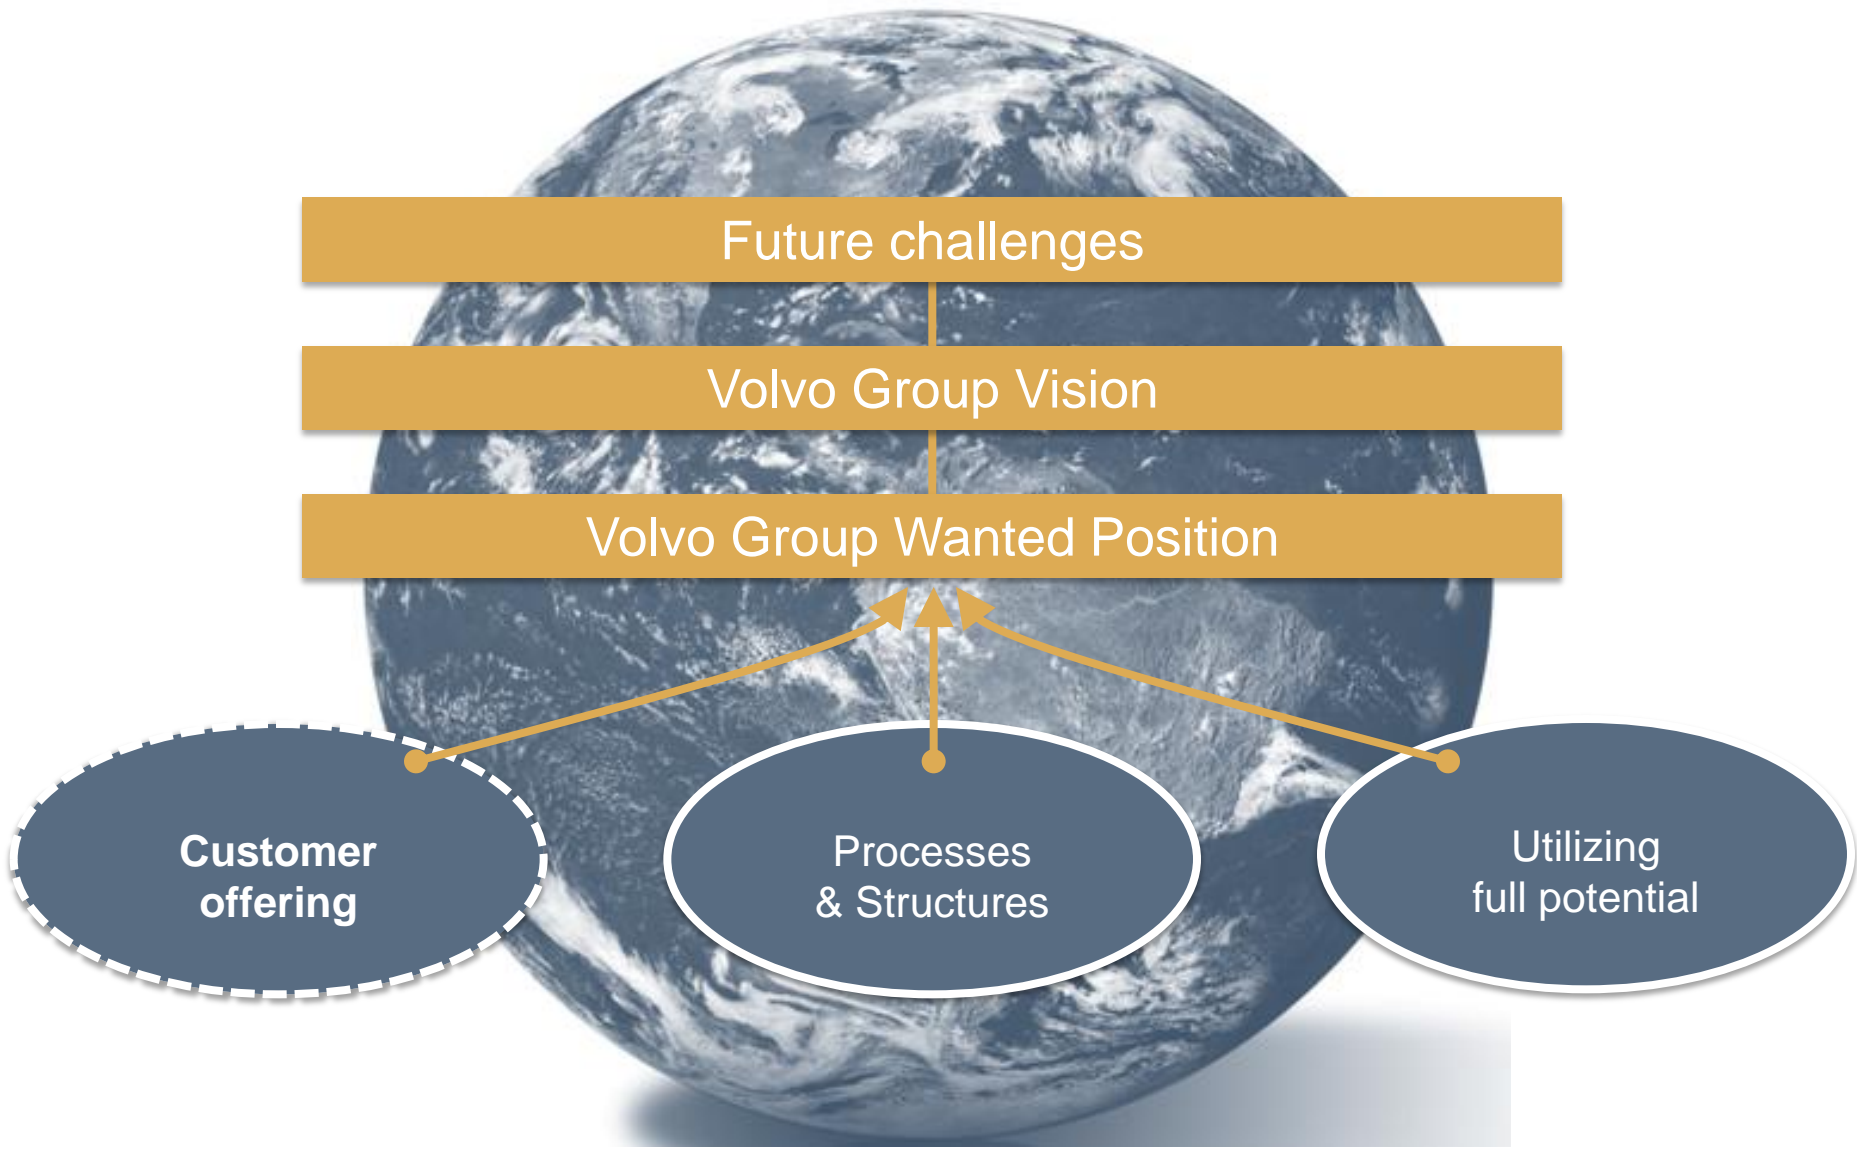 Future challenges
Volvo Group Vision
Volvo Group Wanted Position
Customer
offering
Processes
& Structures
Utilizing
full potential